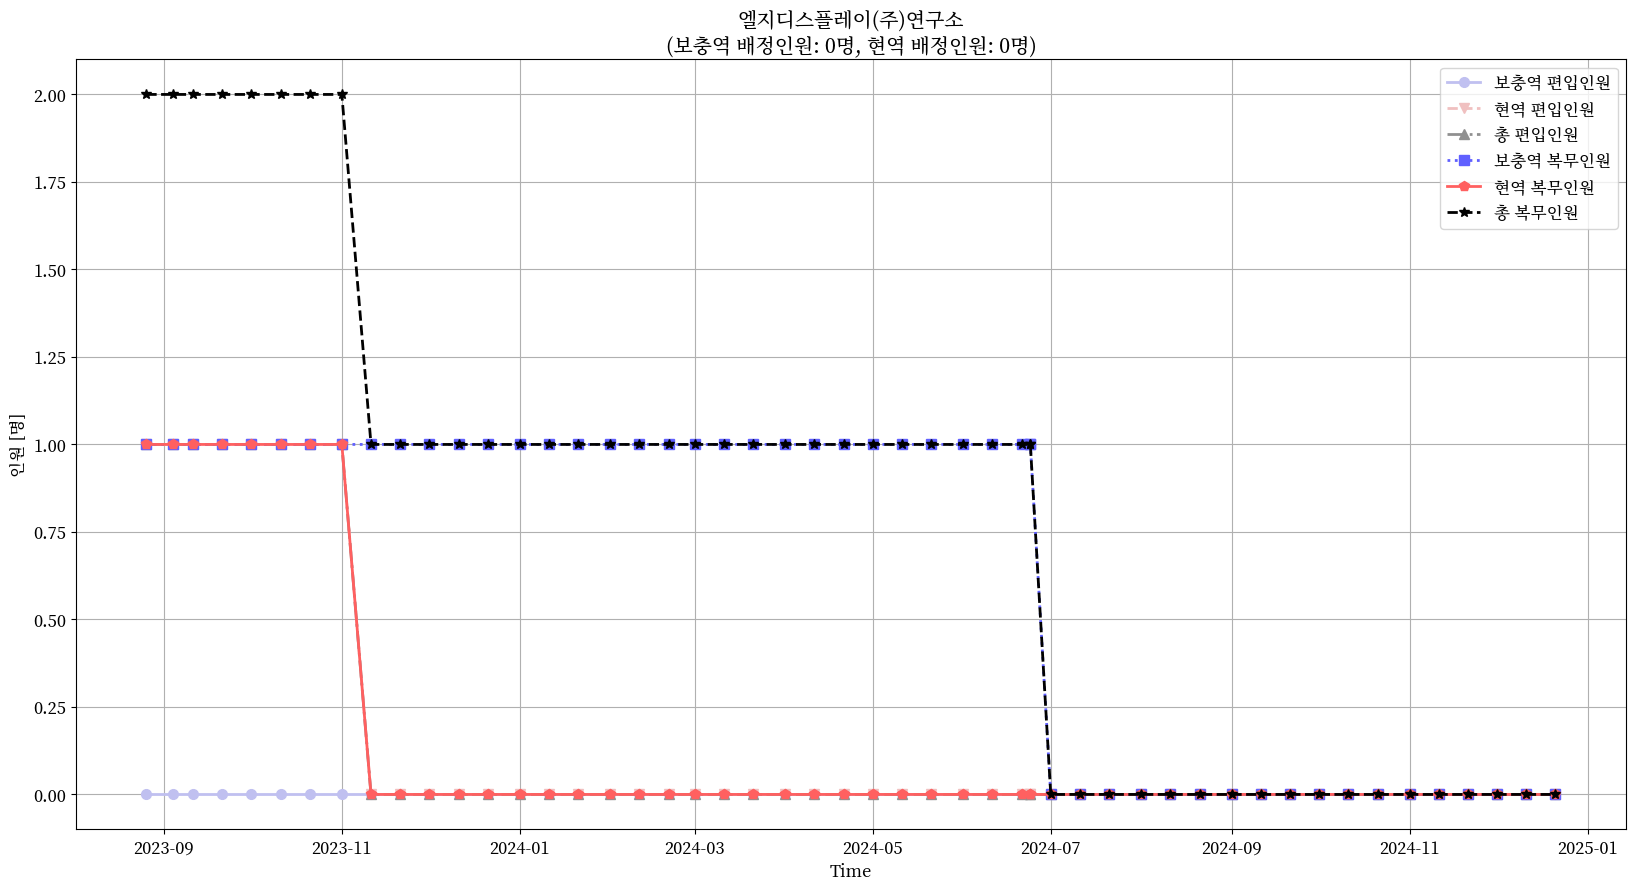 엘지디스플레이(주)연구소
(보충역 배정인원: 0명, 현역 배정인원: 0명)
보충역 편입인원
현역 편입인원
총 편입인원
보충역 복무인원
현역 복무인원
총 복무인원
인원 [명]
2.00
1.75
1.50
1.25
1.00
0.75
0.50
0.25
0.00
2023-09
2023-11
2024-01
2024-03
2024-05
2024-07
2024-09
2024-11
2025-01
Time